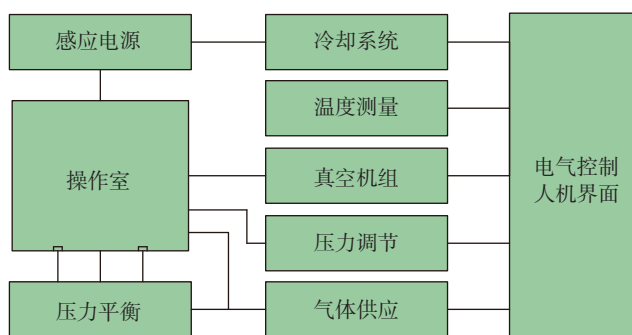 感应电源
冷却系统
温度测量
操作室
真空机组
电气控制
人机界面
压力调节
压力平衡
气体供应